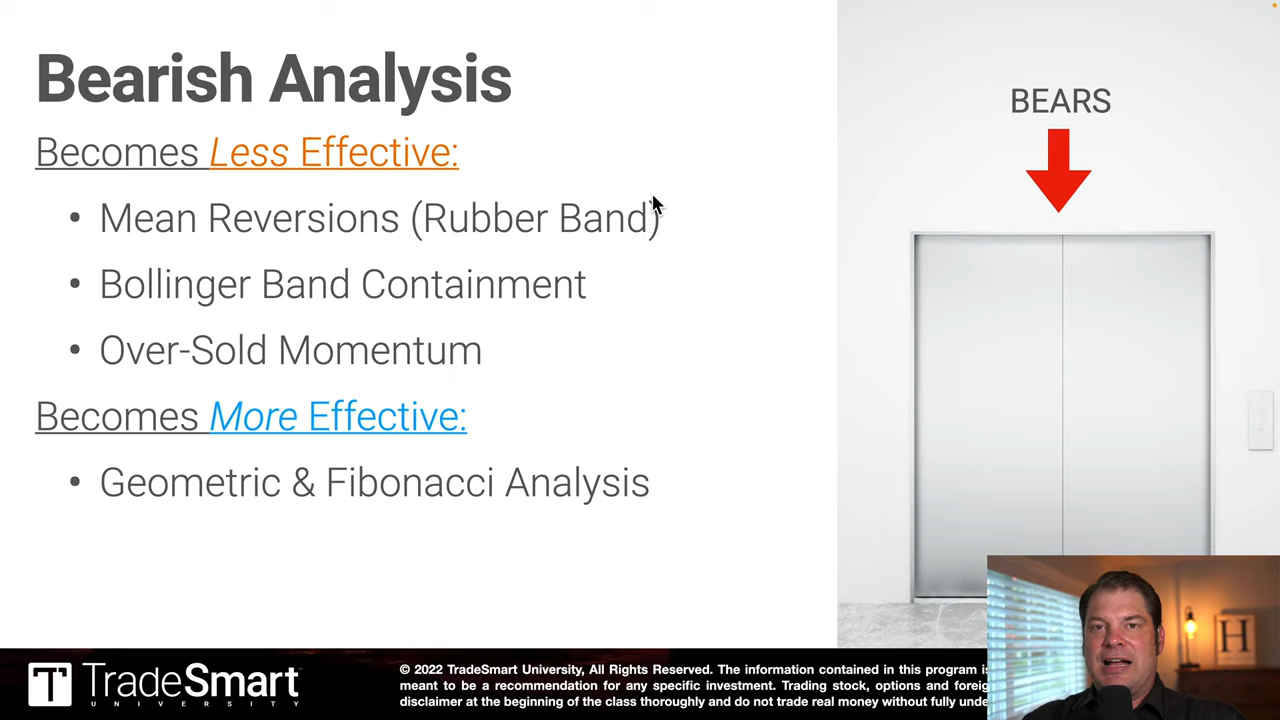 Bearish Analysis
Becomes Less Effective:
• Mean Reversions (Rubber Band)
• Bollinger Band Containment
• Over-Sold Momentum
Becomes More Effective:
• Geometric & Fibonacci Analysis
BEARS
H
T TradeSmart
UNIVERSITY
© 2022 TradeSmart University, All Rights Reserved. The information contained in this program is
meant to be a recommendation for any specific investment. Trading stock, options and foreig
disclaimer at the beginning of the class thoroughly and do not trade real money without fully unde